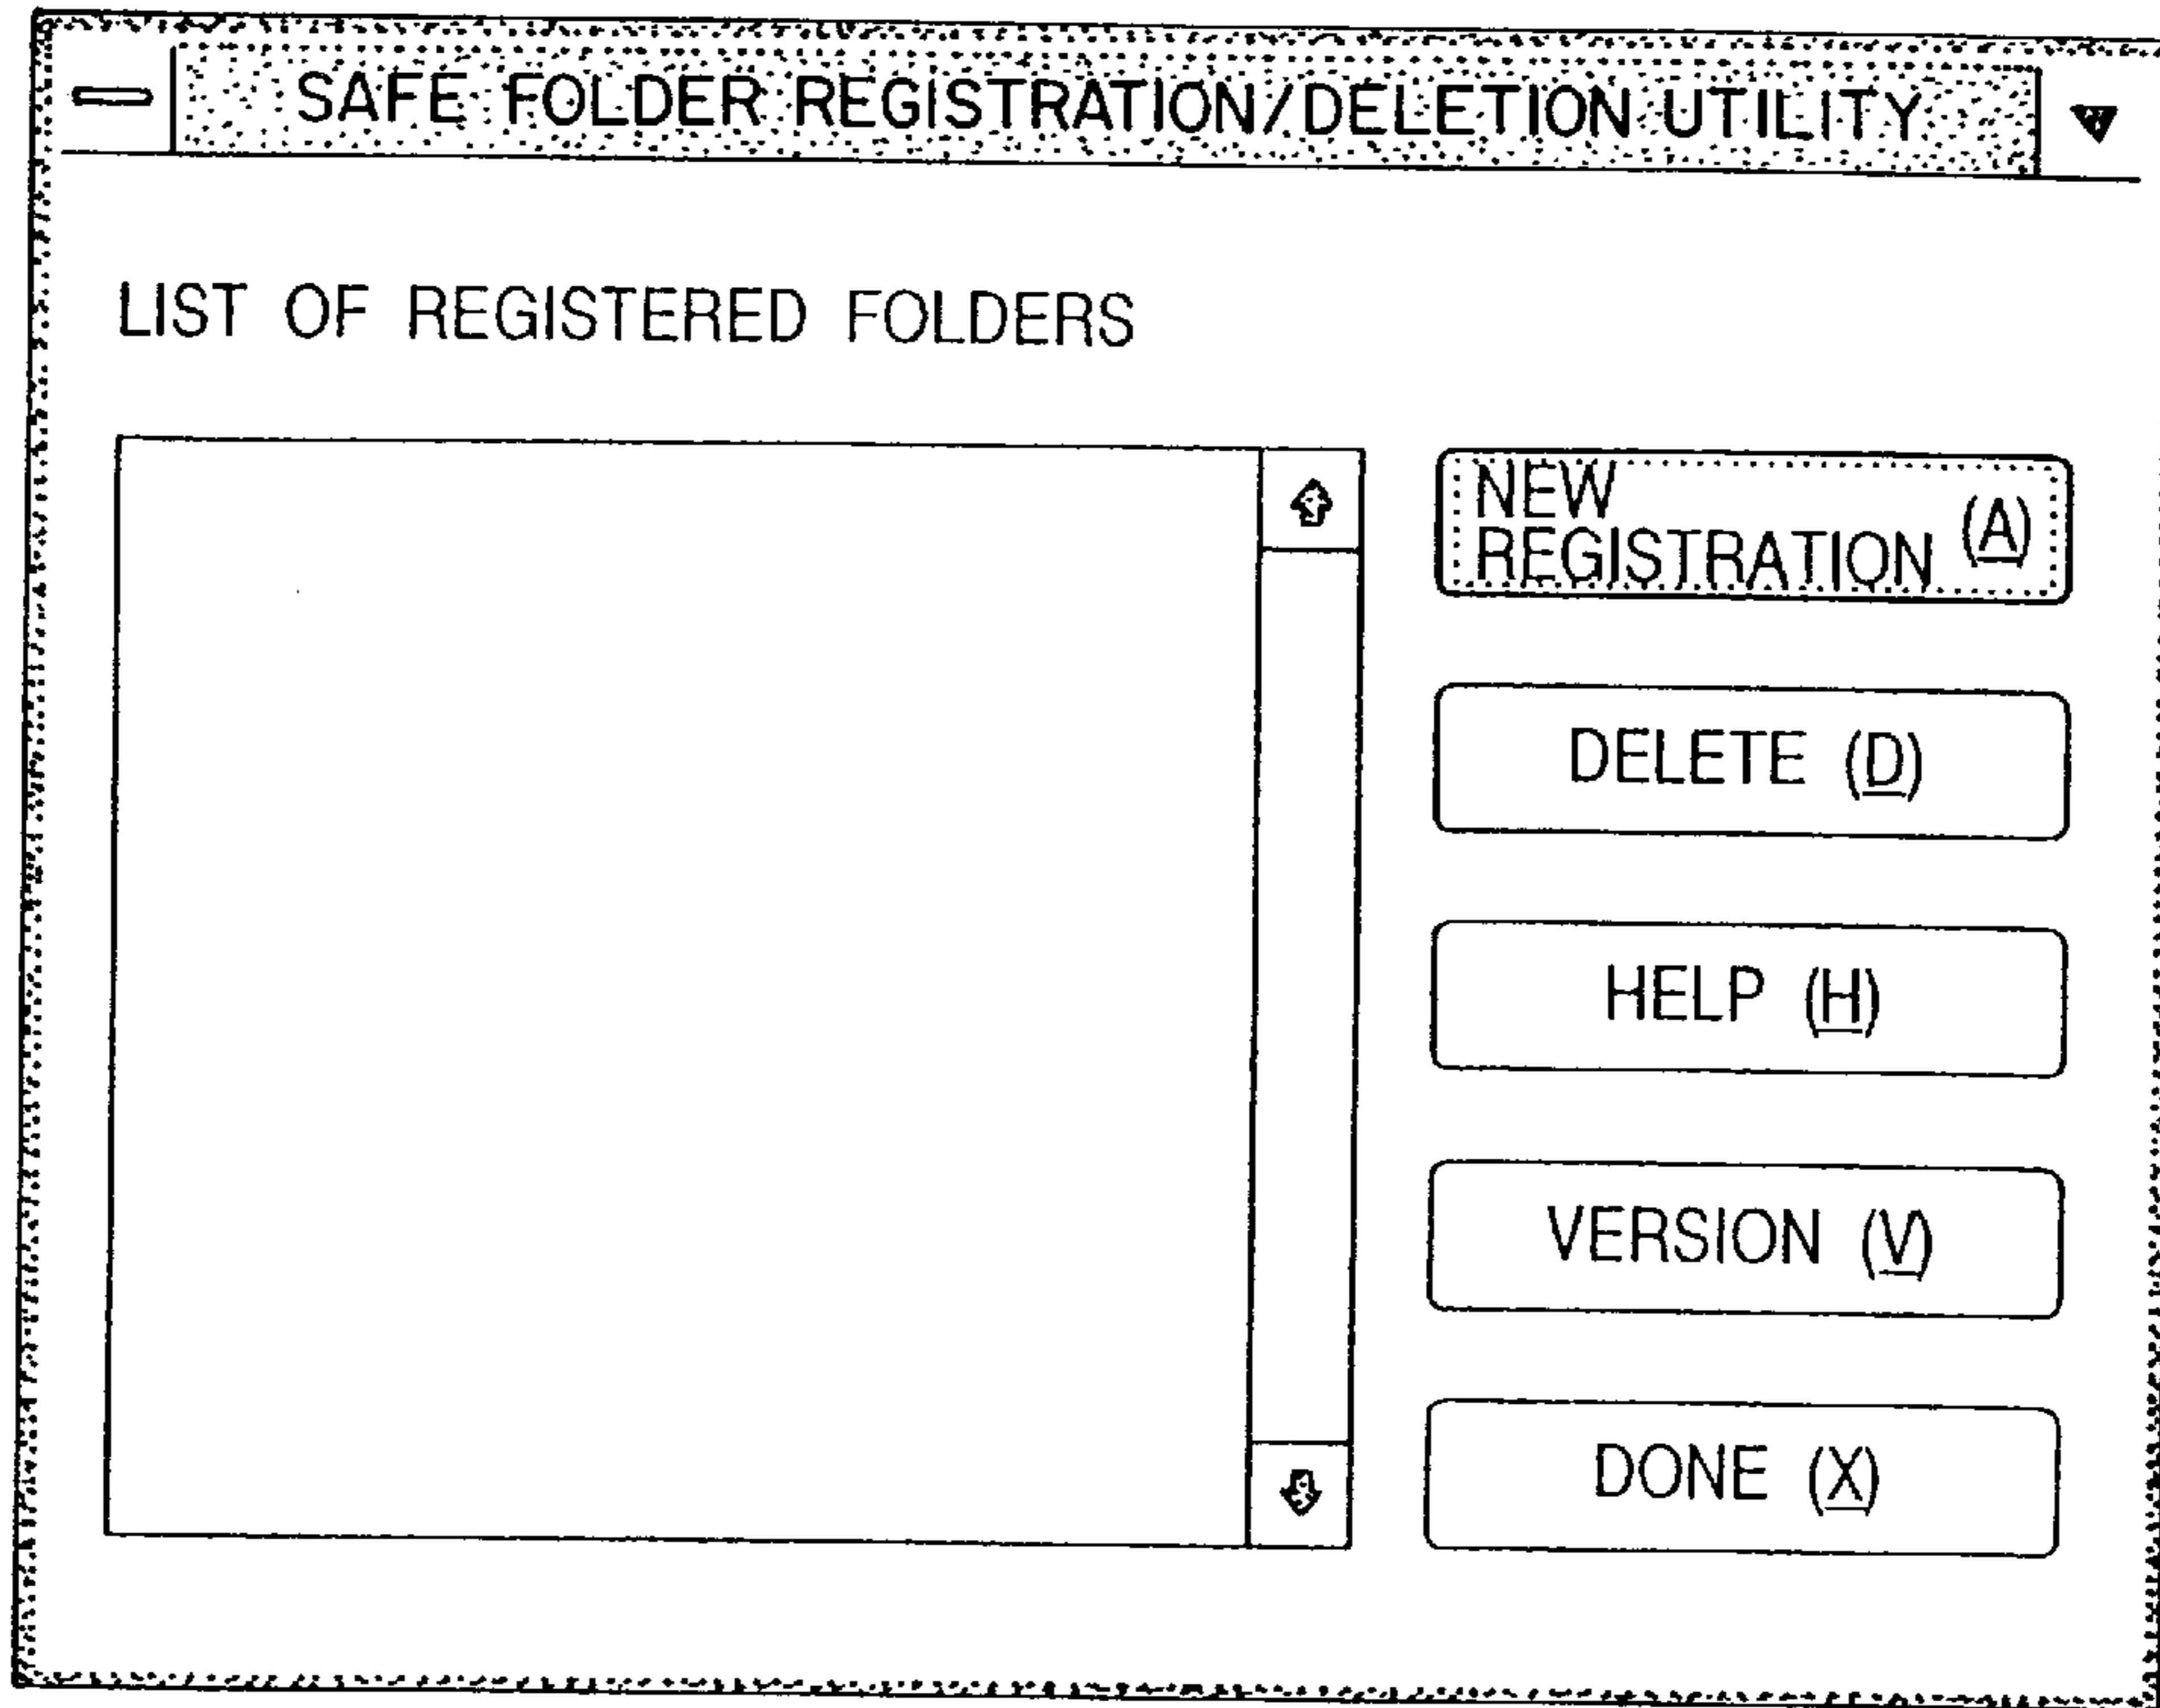 SAFE FOLDER REGISTRATION/DELETION UTILITY
LIST OF REGISTERED FOLDERS
NEW
REGISTRATION (A)
DELETE (D)
HELP (H)
VERSION (V)
DONE (X)